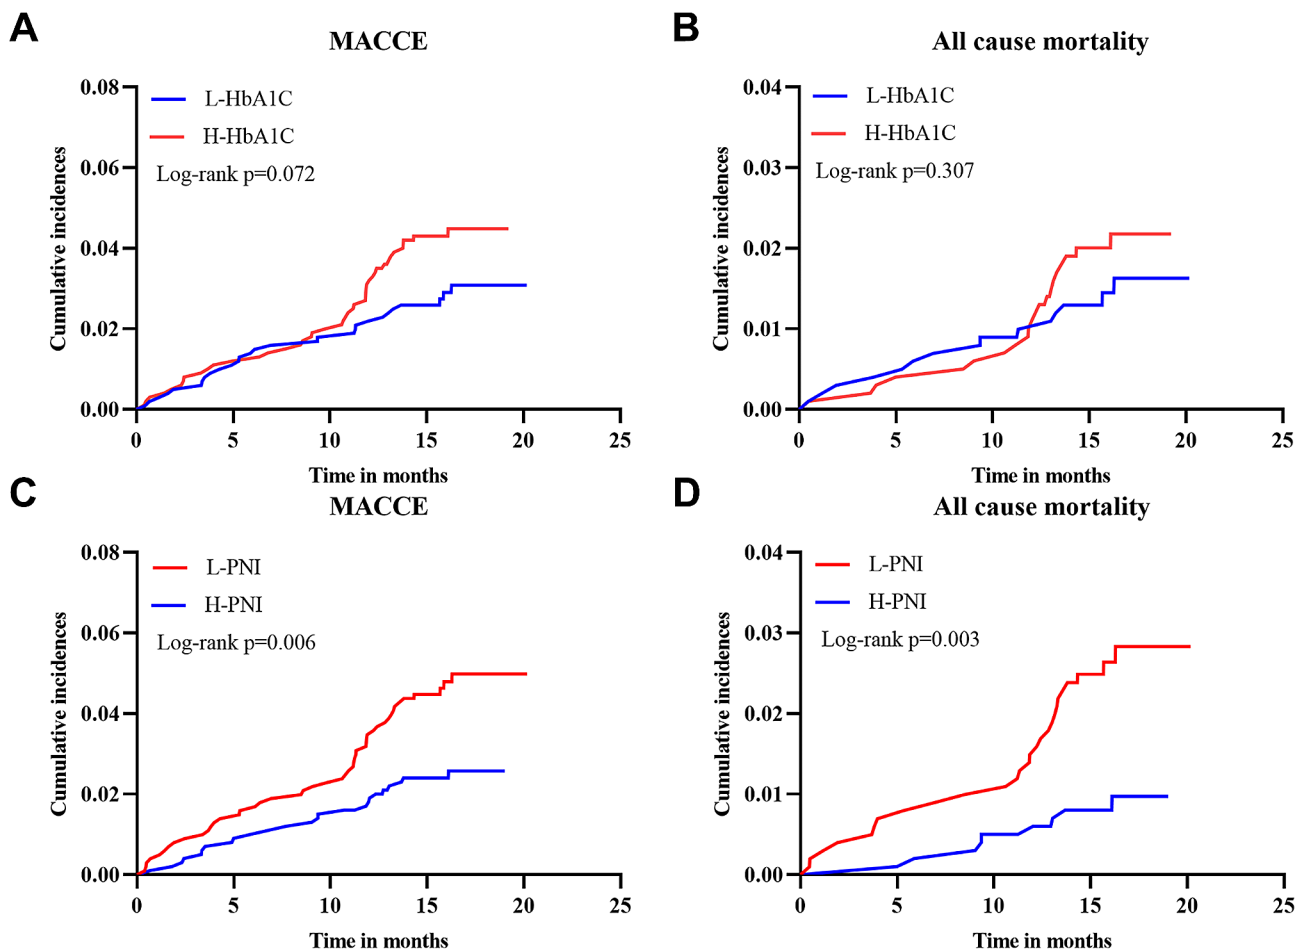 A
MACCE
0.08
0.06
0.04
0.02
0.00
Cumulative incidences
L-HbA1C
H-HbA1C
Log-rank p=0.072
0 5 10 15 20 25
Time in months
B
All cause mortality
0.04
0.03
0.02
0.01
0.00
Cumulative incidences
L-HbA1C
H-HbA1C
Log-rank p=0.307
0 5 10 15 20 25
Time in months
C
MACCE
0.08
0.06
0.04
0.02
0.00
Cumulative incidences
L-PNI
H-PNI
Log-rank p=0.006
0 5 10 15 20 25
Time in months
D
All cause mortality
0.04
0.03
0.02
0.01
0.00
Cumulative incidences
L-PNI
H-PNI
Log-rank p=0.003
0 5 10 15 20 25
Time in months